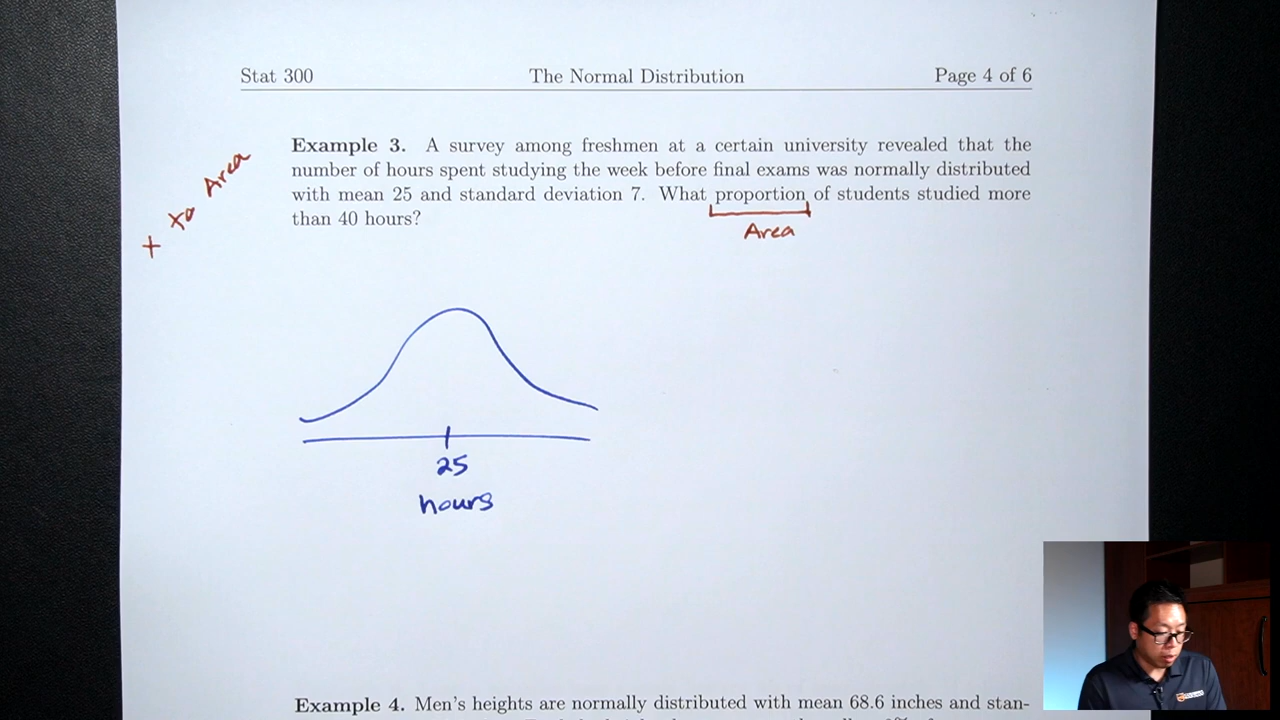 Stat 300 The Normal Distribution Page 4 of 6
Example 3. A survey among freshmen at a certain university revealed that the
number of hours spent studying the week before final exams was normally distributed
with mean 25 and standard deviation 7. What proportion of students studied more
than 40 hours?
Area
x to Area
25
hours
Example 4. Men's heights are normally distributed with mean 68.6 inches and stan-